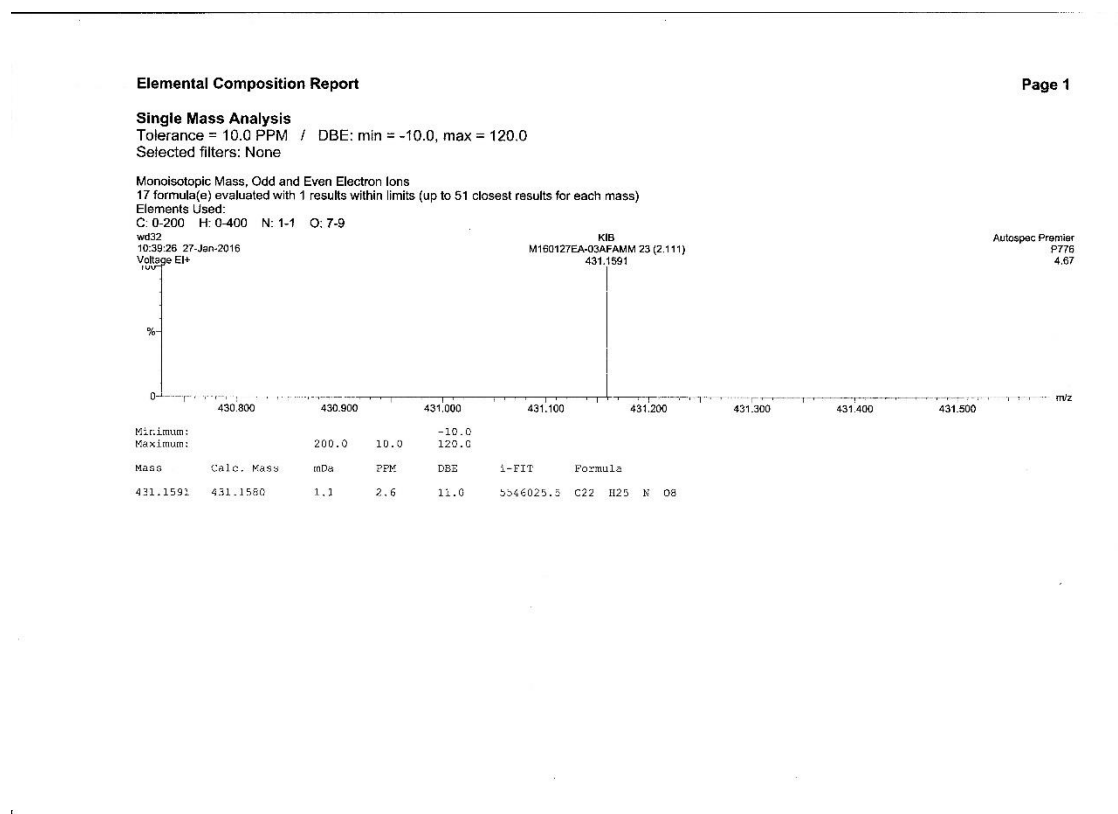 Elemental Composition Report Page 1
Single Mass Analysis
Tolerance = 10.0 PPM / DBE: min = -10.0, max = 120.0
Selected filters: None
Monoisotopic Mass, Odd and Even Electron Ions
17 formula(e) evaluated with 1 results within limits (up to 51 closest results for each mass)
Elements Used:
C: 0-200 H: 0-400 N: 1-1 O: 7-9
wd32 KIB Autospec Premier
10:39:26 27-Jan-2016 M160127EA-03AFAMM 23 (2.111) P776
Voltage EI+ 431.1591 4.67
100
%
0 m/z
430.800 430.900 431.000 431.100 431.200 431.300 431.400 431.500
Minimum: -10.0
Maximum: 200.0 10.0 120.0
Mass Calc. Mass mDa PPM DBE i-FIT Formula
431.1591 431.1580 1.1 2.6 11.0 5546025.5 C22 H25 N O8